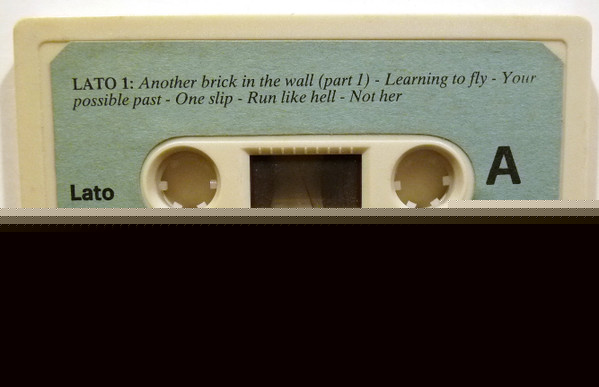 LATO 1: Another brick in the wall (part 1) - Learning to fly - Your
possible past - One slip - Run like hell - Not her
Lato
A